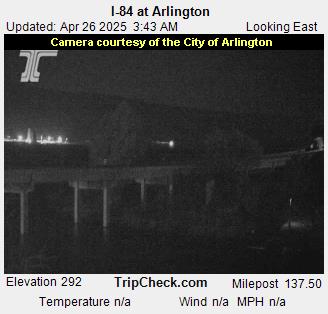 I-84 at Arlington
Updated: Apr 26 2025 3:43 AM Looking East
Camera courtesy of the City of Arlington
Elevation 292 TripCheck.com Milepost 137.50
Temperature n/a Wind n/a MPH n/a